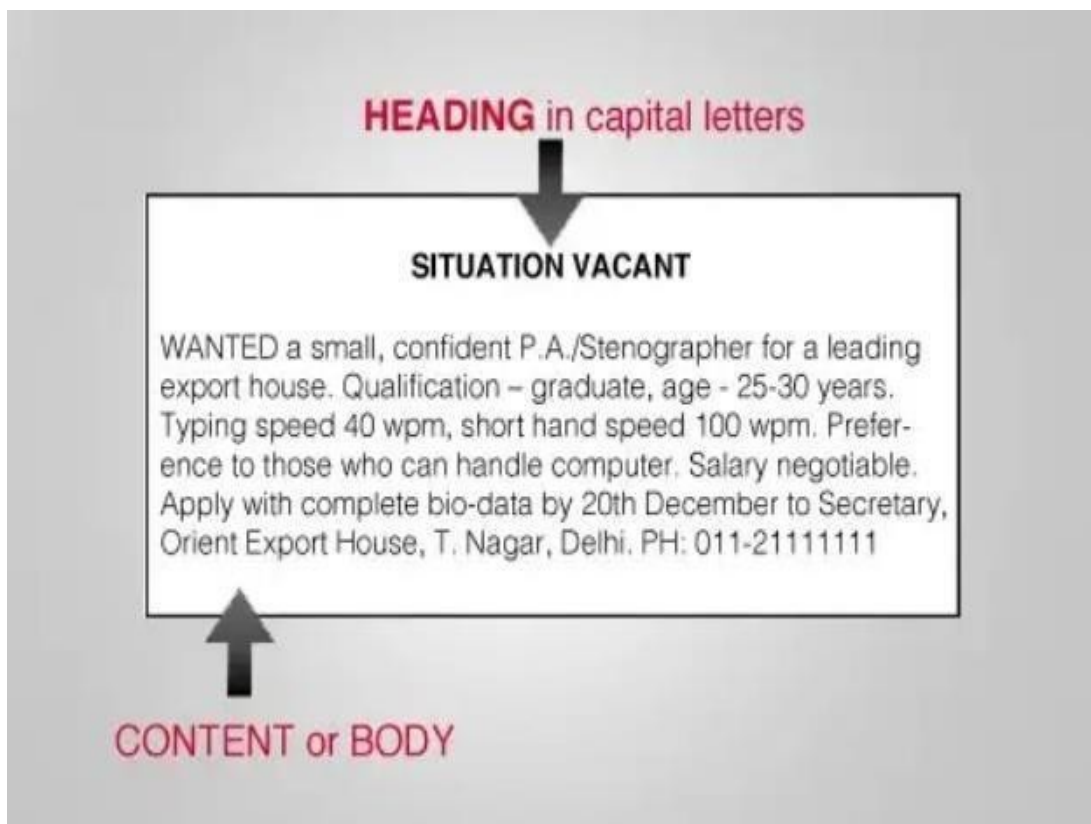 HEADING in capital letters
SITUATION VACANT
WANTED a small, confident P.A./Stenographer for a leading
export house. Qualification – graduate, age - 25-30 years.
Typing speed 40 wpm, short hand speed 100 wpm. Prefer-
ence to those who can handle computer. Salary negotiable.
Apply with complete bio-data by 20th December to Secretary,
Orient Export House, T. Nagar, Delhi. PH: 011-21111111
CONTENT or BODY